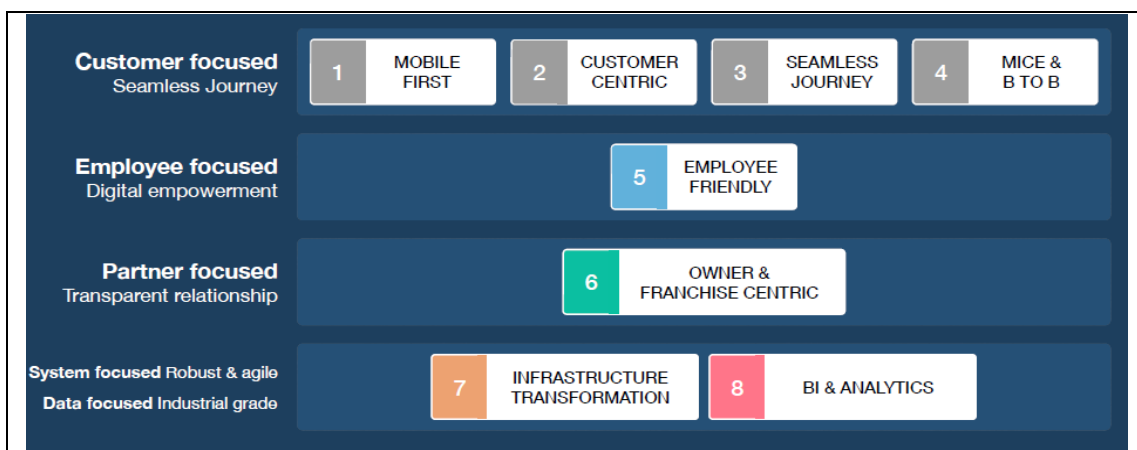 Customer focused
Seamless Journey
1
MOBILE
FIRST
2
CUSTOMER
CENTRIC
3
SEAMLESS
JOURNEY
4
MICE &
B TO B
Employee focused
Digital empowerment
5
EMPLOYEE
FRIENDLY
Partner focused
Transparent relationship
6
OWNER &
FRANCHISE CENTRIC
System focused Robust & agile
Data focused Industrial grade
7
INFRASTRUCTURE
TRANSFORMATION
8
BI & ANALYTICS